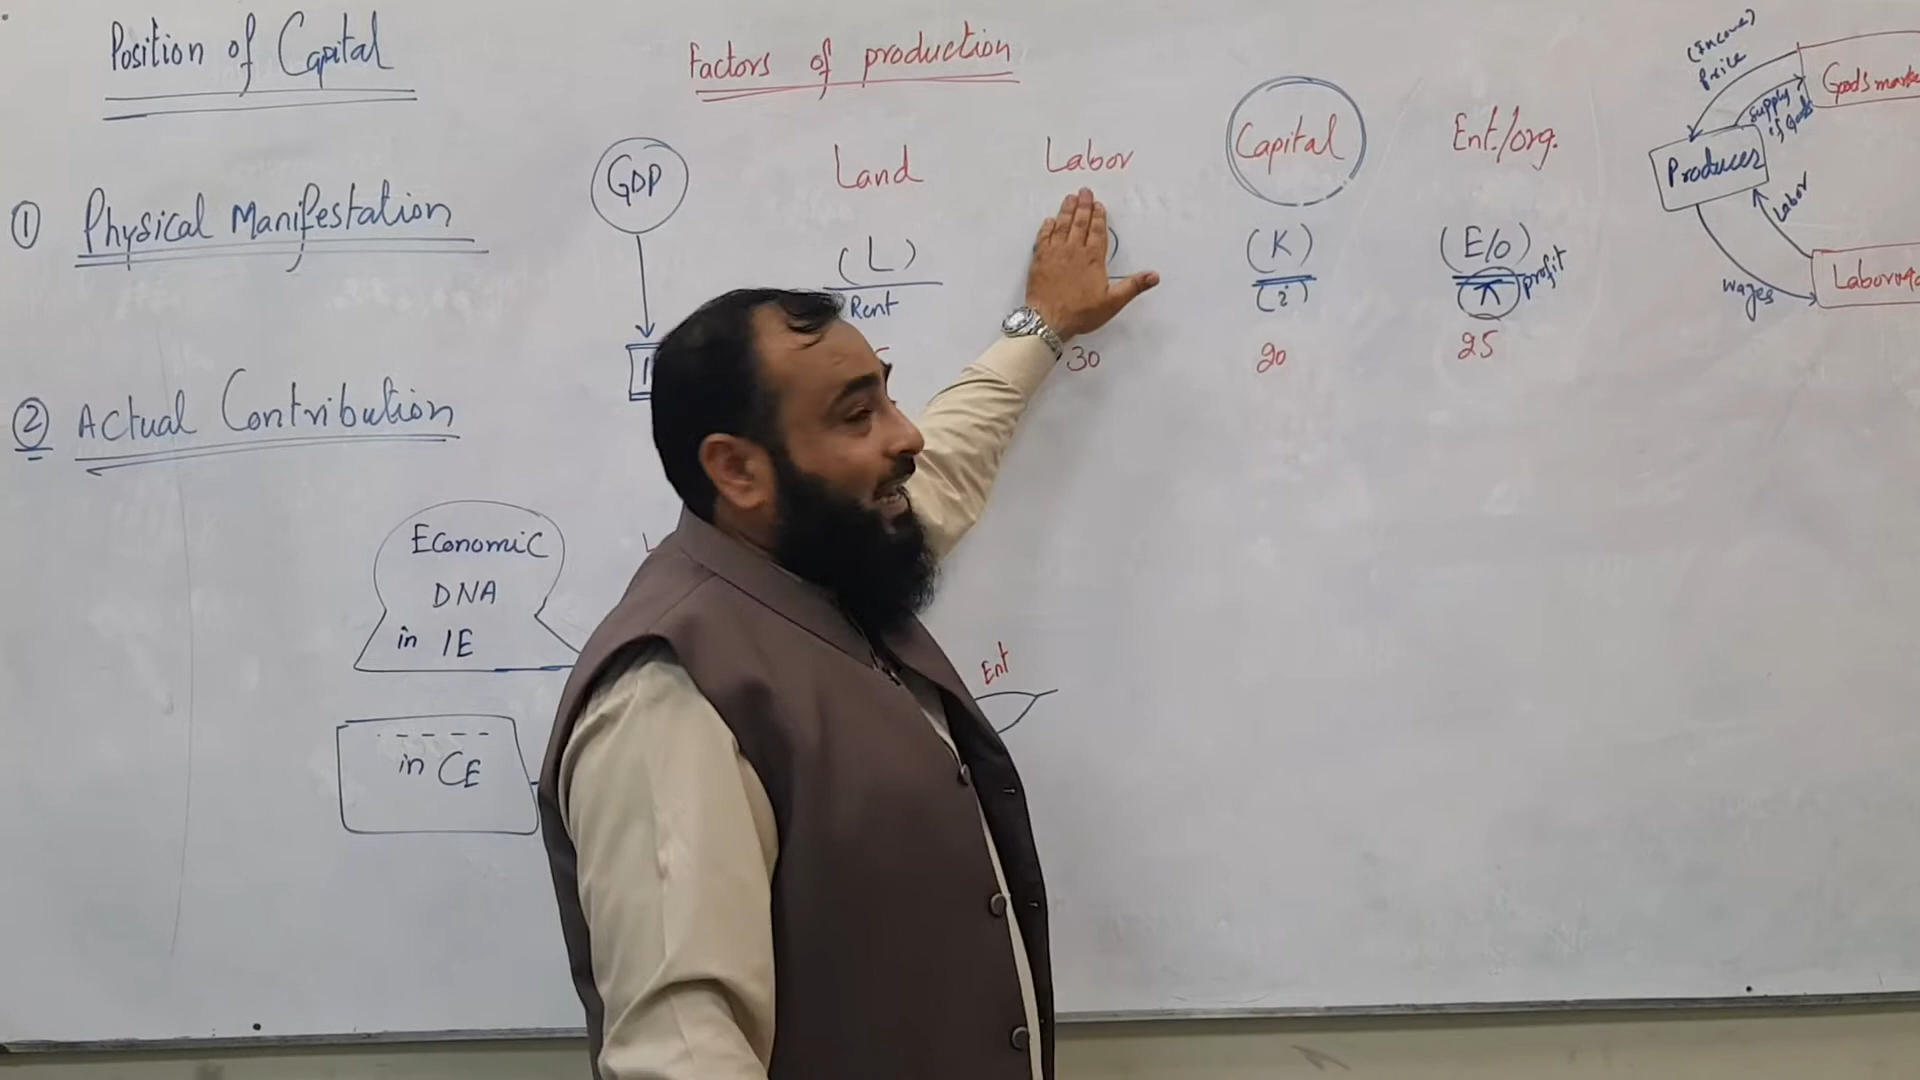 Position of Capital
① Physical Manifestation
② Actual Contribution
Economic
DNA
in IE
in CE
Factors of production
GDP
Land
Labor
Capital
Ent./org.
(L)
(K)
(E/O)
Rent
(i)
(π) profit
30
20
25
Ent
(Income)
Price
Goods
Supply
of Goods
Producer
Labor
wages
Labor